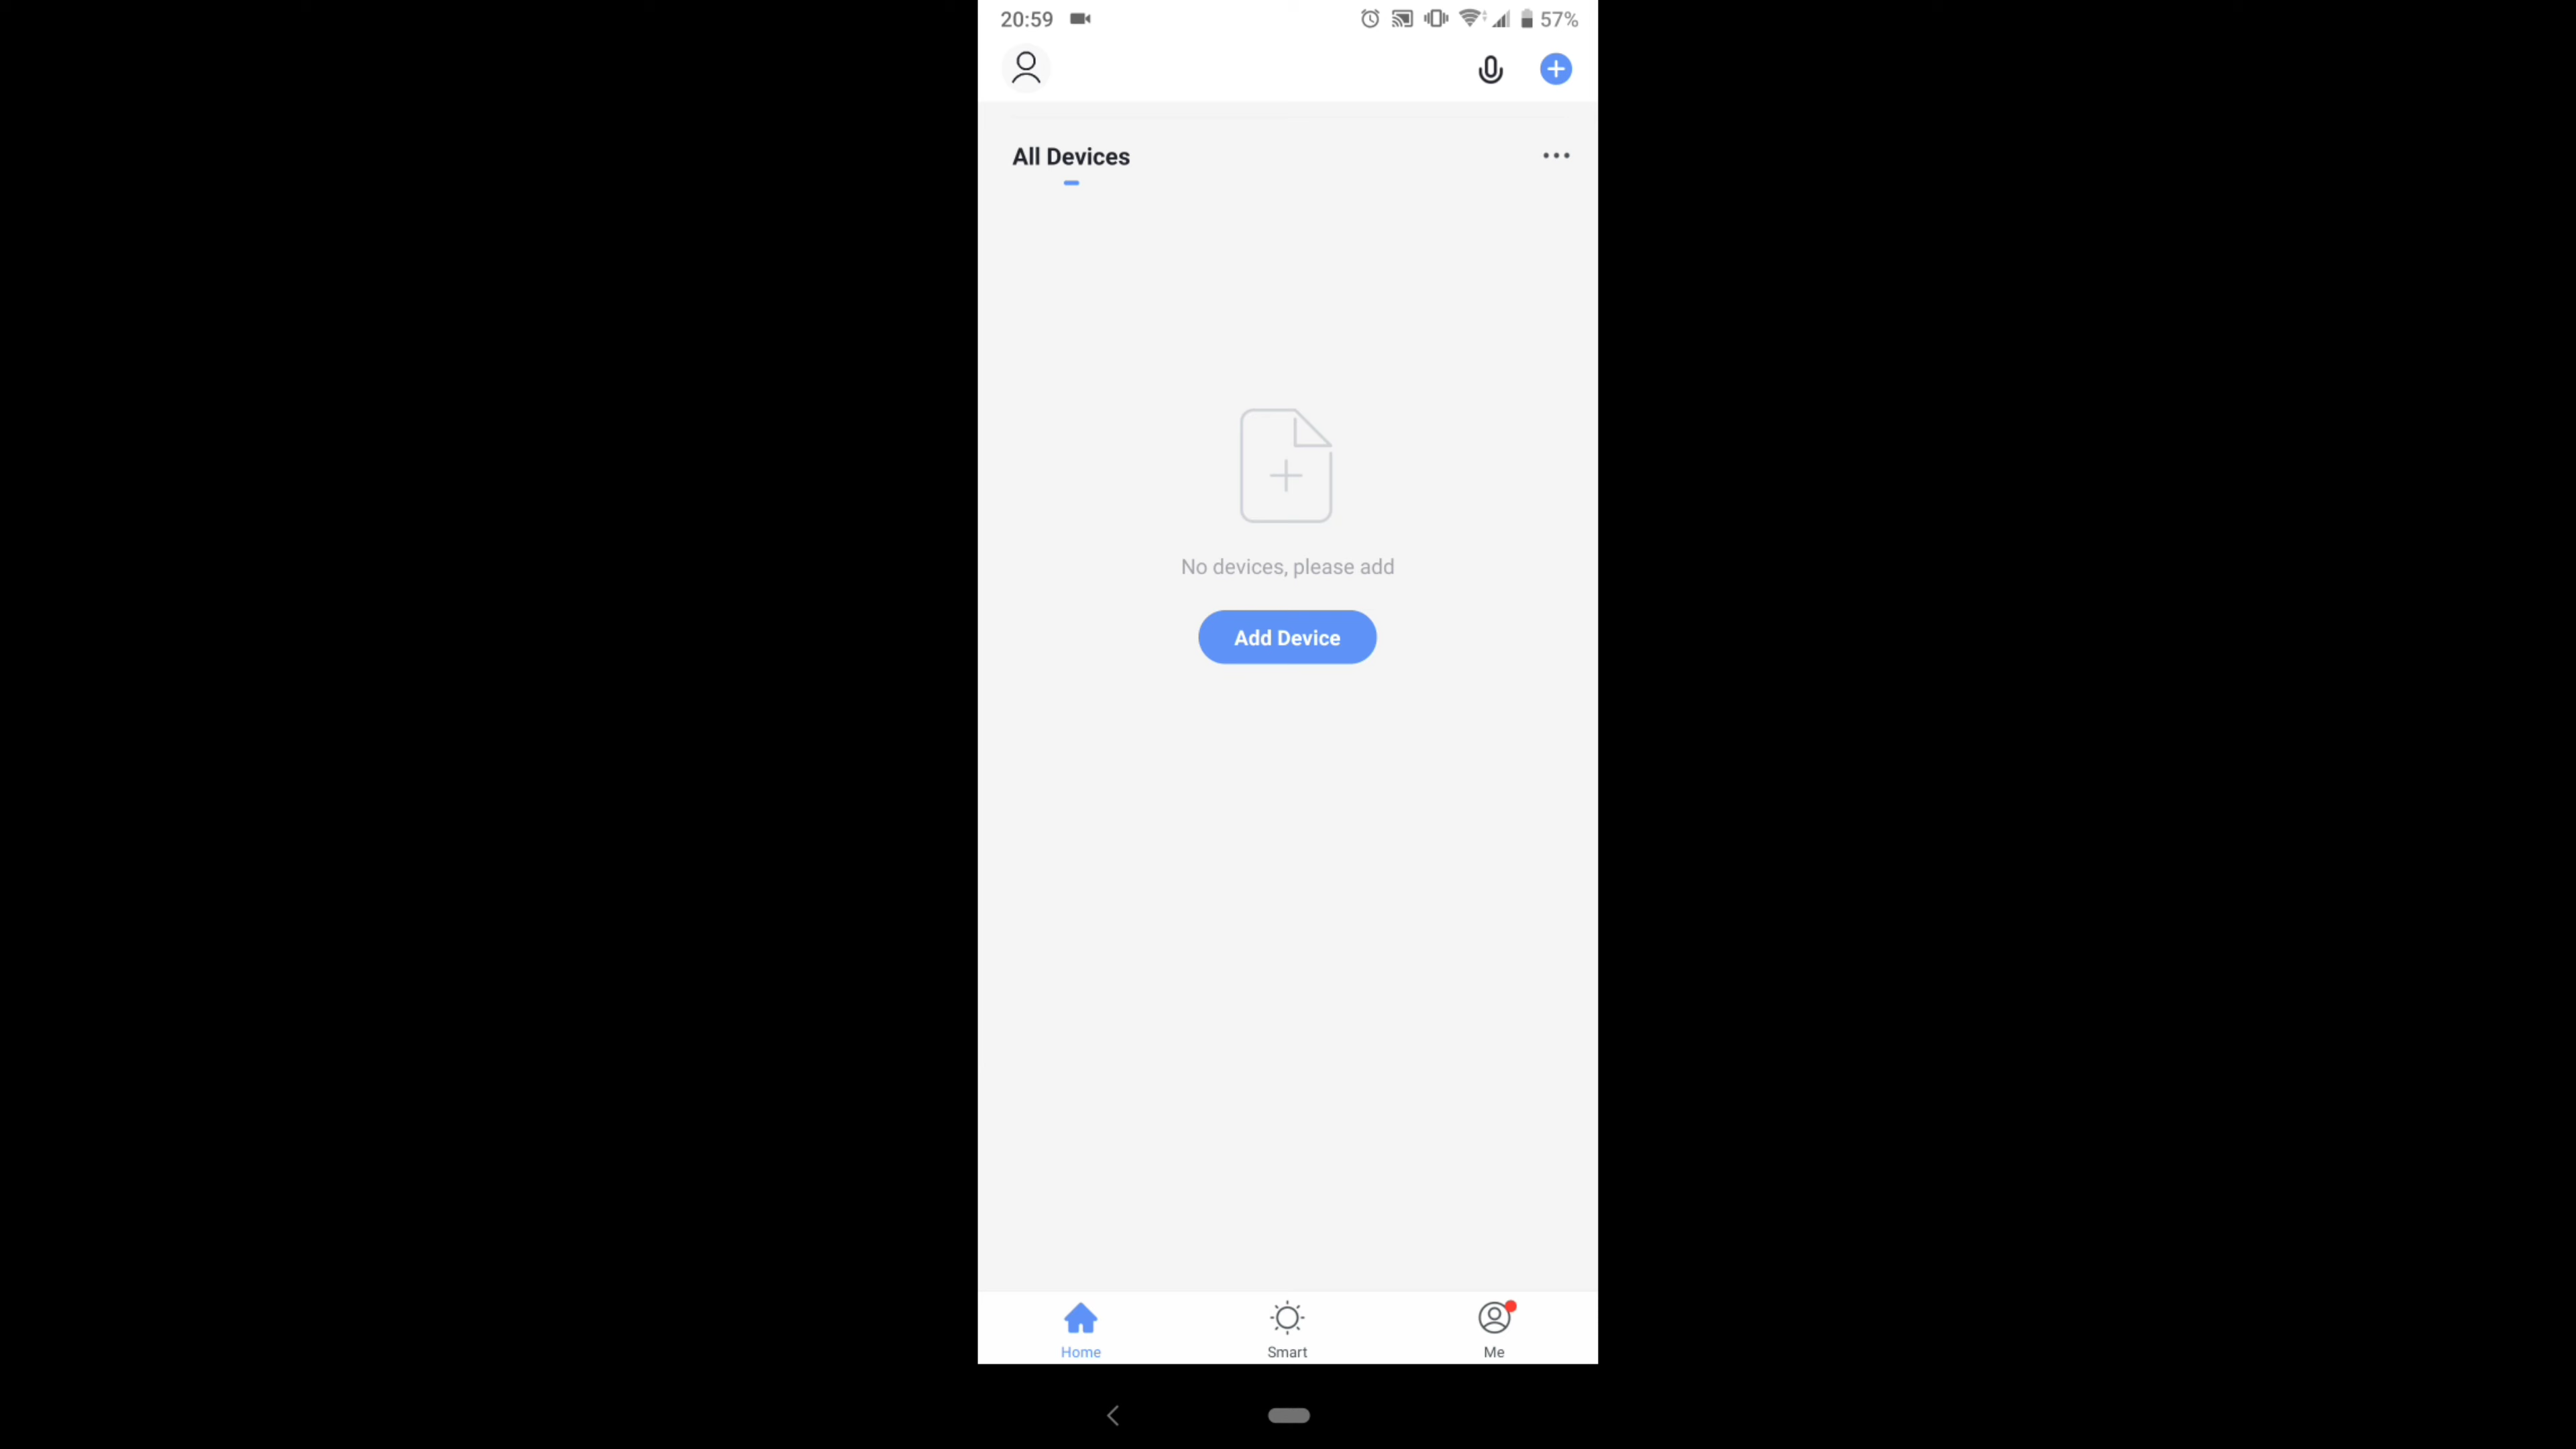 20:59
57%
All Devices
No devices, please add
Add Device
Home
Smart
Me